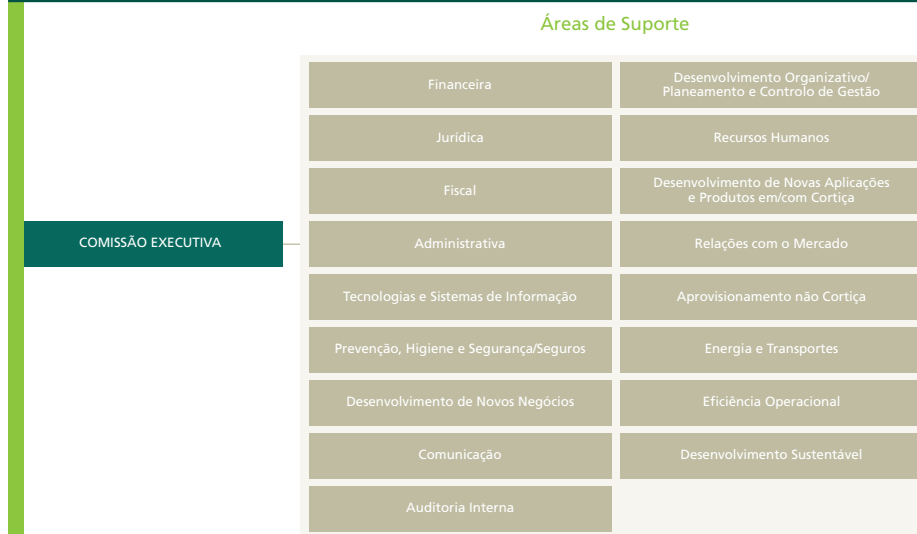 Áreas de Suporte
Financeira
Desenvolvimento Organizativo/
Planeamento e Controlo de Gestão
Jurídica
Recursos Humanos
Fiscal
Desenvolvimento de Novas Aplicações
e Produtos em/com Cortiça
COMISSÃO EXECUTIVA
Administrativa
Relações com o Mercado
Tecnologias e Sistemas de Informação
Aprovisionamento não Cortiça
Prevenção, Higiene e Segurança/Seguros
Energia e Transportes
Desenvolvimento de Novos Negócios
Eficiência Operacional
Comunicação
Desenvolvimento Sustentável
Auditoria Interna